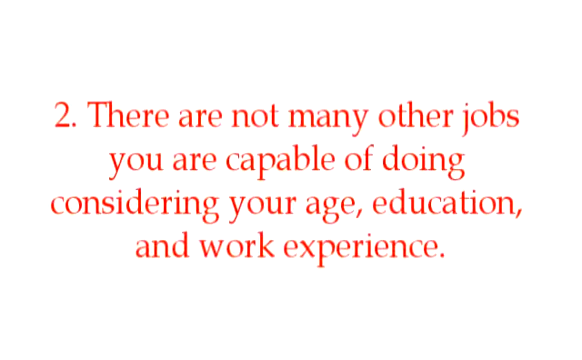 2. There are not many other jobs
you are capable of doing
considering your age, education,
and work experience.